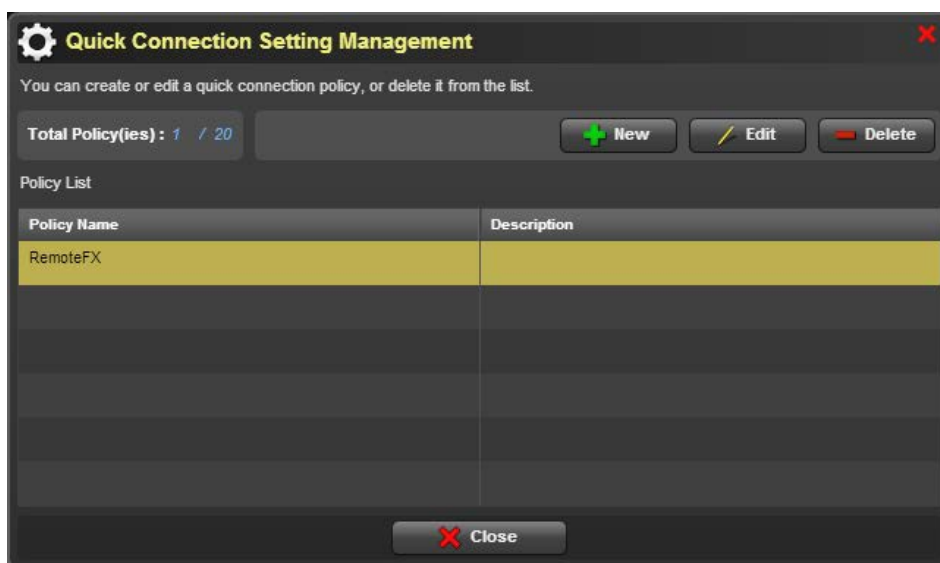 Quick Connection Setting Management
You can create or edit a quick connection policy, or delete it from the list.
Total Policy(ies) : 1 / 20
New
Edit
Delete
Policy List
Policy Name Description
RemoteFX
Close